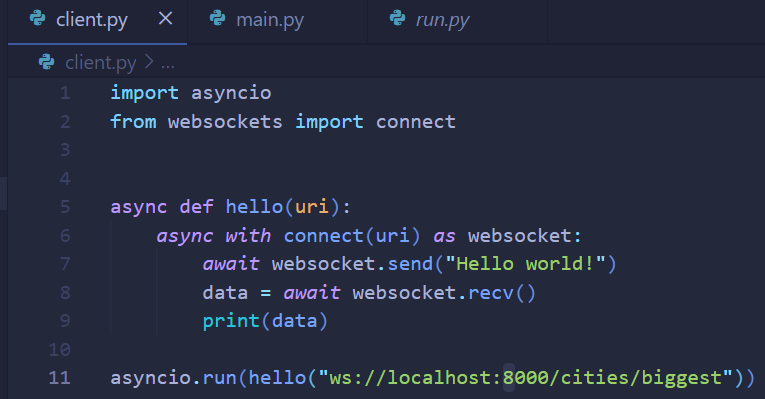 client.py × main.py run.py
client.py > ...
1 import asyncio
2 from websockets import connect
3
4
5 async def hello(uri):
6     async with connect(uri) as websocket:
7         await websocket.send("Hello world!")
8         data = await websocket.recv()
9         print(data)
10
11 asyncio.run(hello("ws://localhost:8000/cities/biggest"))